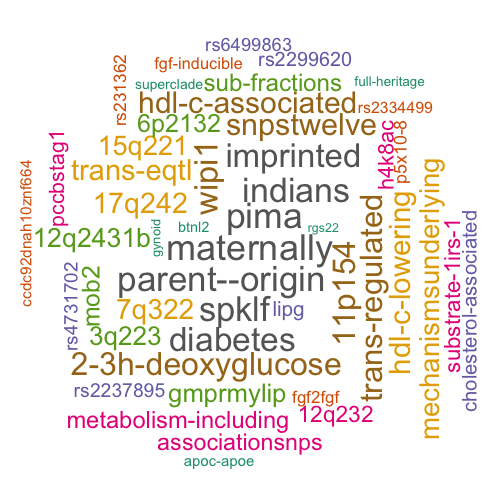 rs6499863
fgf-inducible rs2299620
superclade sub-fractions full-heritage
rs231362 hdl-c-associated rs2334499
6p2132 snpstwelve
pccbstag1 15q221 wipi1 imprinted h4k8ac p5x10-8
trans-eqtl indians
ccdc92dnah10znf664 17q242 pima
12q2431b gynoid btnl2 maternally rgs22
rs4731702 mob2 parent--origin 11p154 trans-regulated hdl-c-lowering mechanismsunderlying substrate-1irs-1 cholesterol-associated
7q322 spklf lipg
3q223 diabetes
2-3h-deoxyglucose
rs2237895 gmprmylip fgf2fgf
metabolism-including 12q232
associationsnps
apoc-apoe